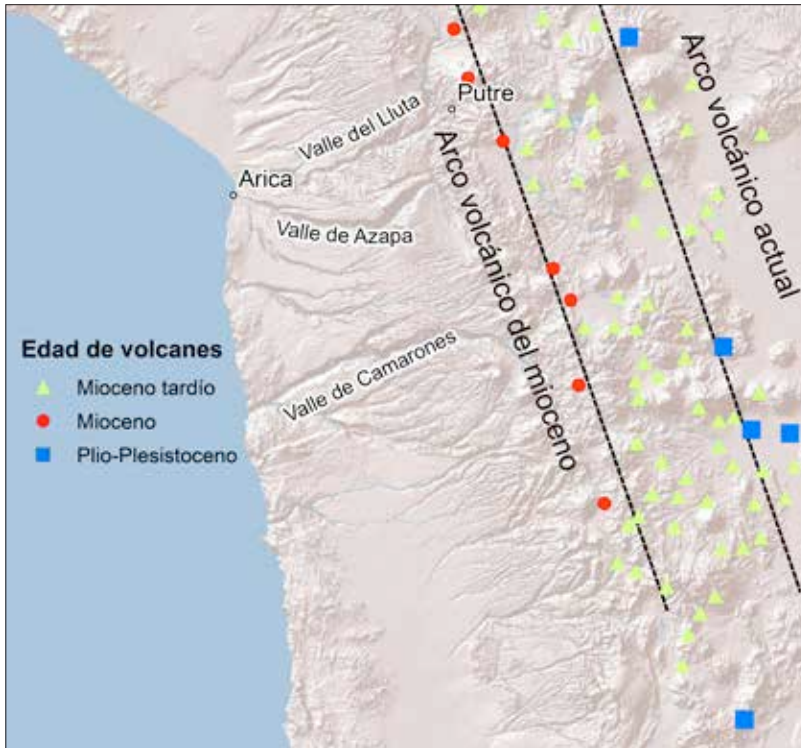 Putre
Valle del Lluta
Arica
Valle de Azapa
Arco volcánico del mioceno
Arco volcánico actual
Valle de Camarones
Edad de volcanes
Mioceno tardío
Mioceno
Plio-Plesistoceno